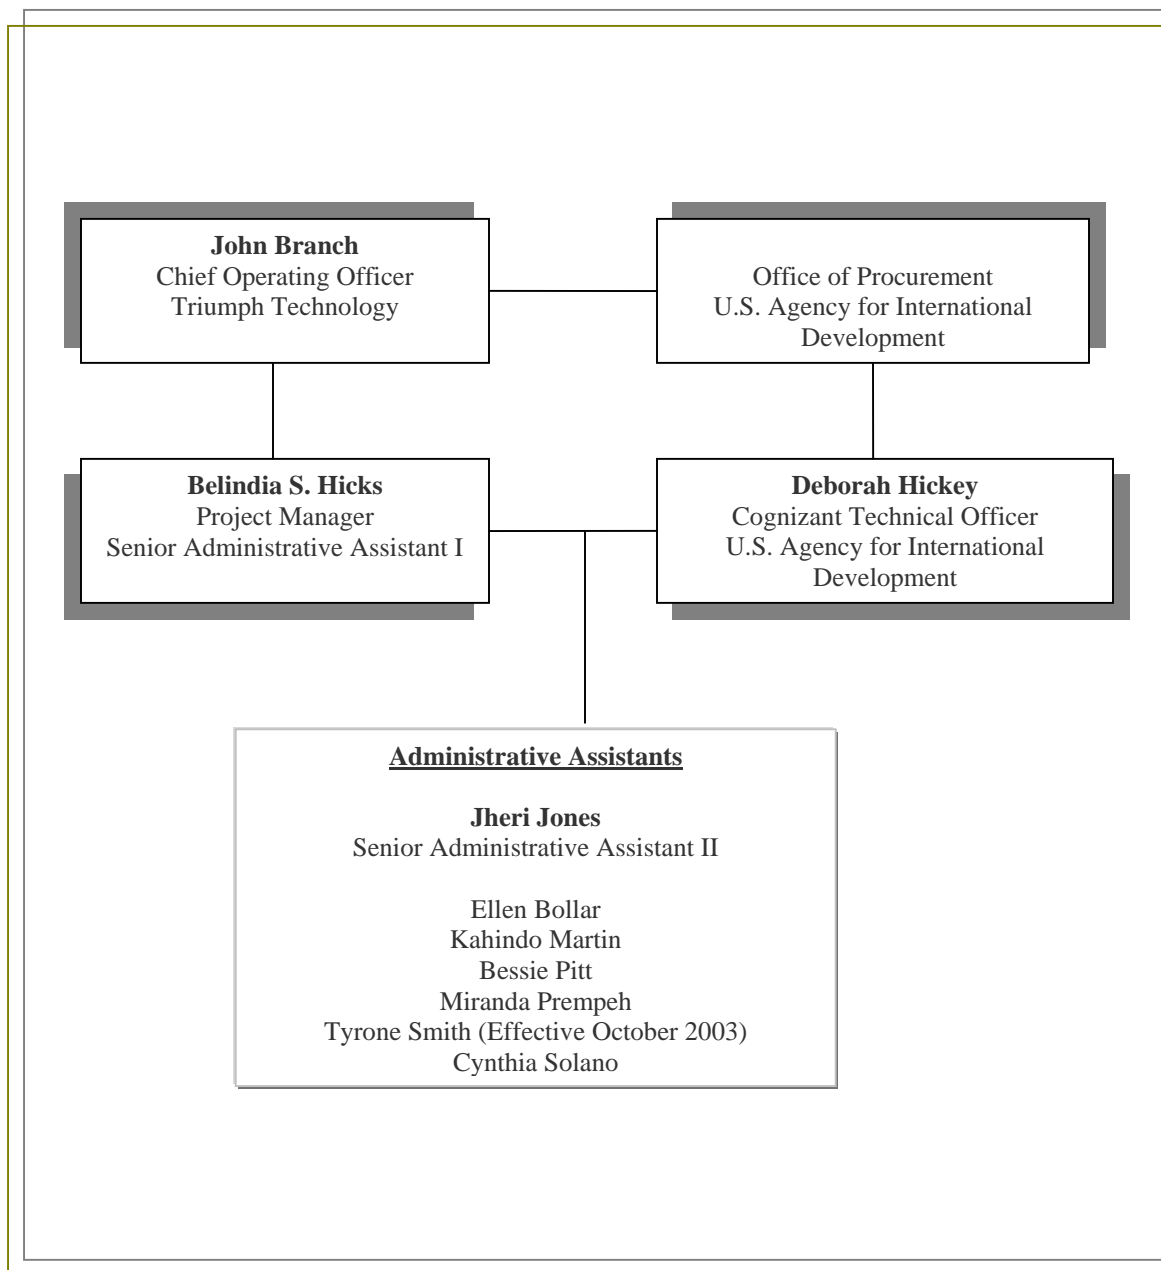 John Branch
Chief Operating Officer
Triumph Technology
Office of Procurement
U.S. Agency for International
Development
Belindia S. Hicks
Project Manager
Senior Administrative Assistant I
Deborah Hickey
Cognizant Technical Officer
U.S. Agency for International
Development
Administrative Assistants
Jheri Jones
Senior Administrative Assistant II
Ellen Bollar
Kahindo Martin
Bessie Pitt
Miranda Prempeh
Tyrone Smith (Effective October 2003)
Cynthia Solano